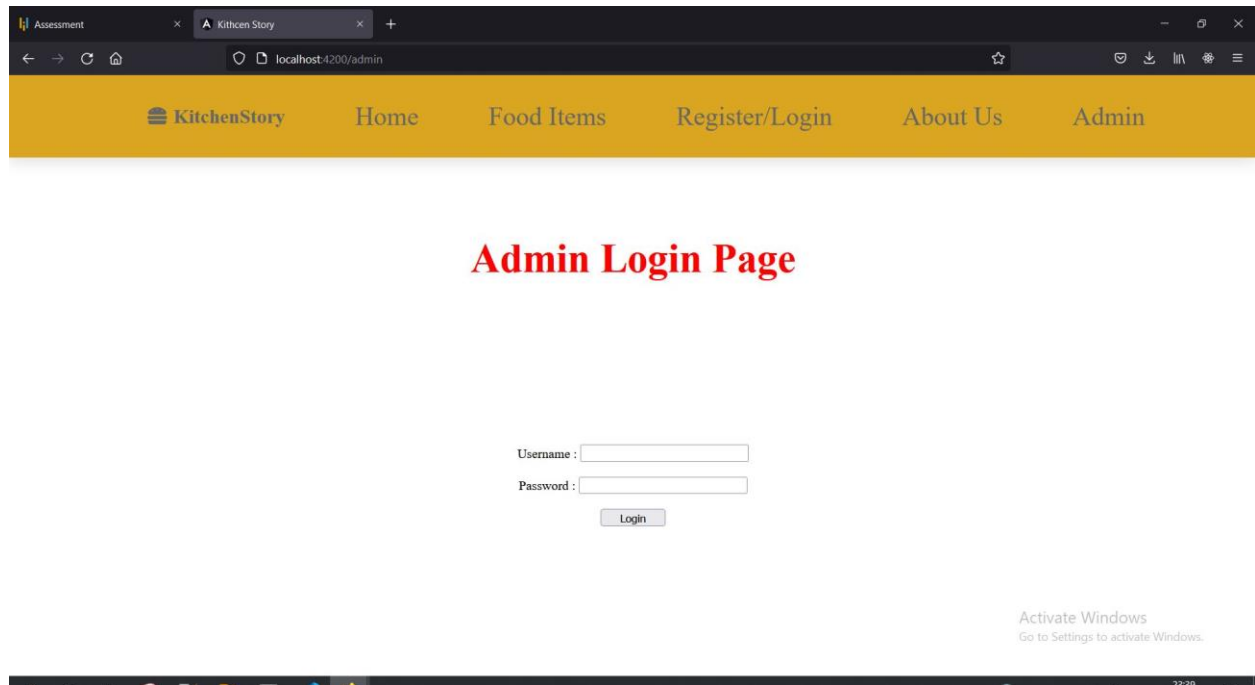 Assessment
Kithcen Story
localhost:4200/admin
KitchenStory Home Food Items Register/Login About Us Admin
Admin Login Page
Username :
Password :
Login
Activate Windows
Go to Settings to activate Windows.